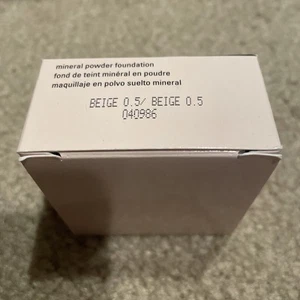 mineral powder foundation
fond de teint minéral en poudre
maquillaje en polvo suelto mineral
BEIGE 0.5/ BEIGE 0.5
040986